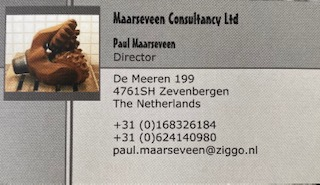 Maarseveen Consultancy Ltd
Paul Maarseveen
Director
De Meeren 199
4761SH Zevenbergen
The Netherlands
+31 (0)168326184
+31 (0)624140980
paul.maarseveen@ziggo.nl